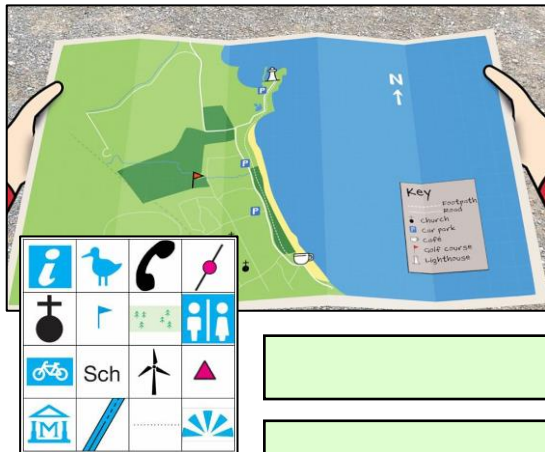 N
Key
Footpath
Road
Church
P Car park
Café
Golf course
Lighthouse
P
P
P
i
Sch
M